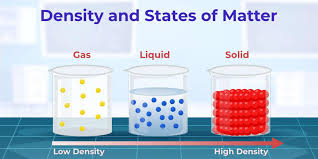 Density and States of Matter
Gas Liquid Solid
Low Density High Density